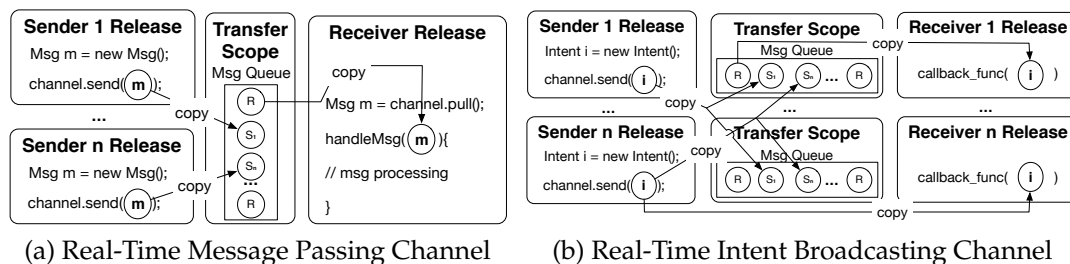 Sender 1 Release
Msg m = new Msg();
channel.send( m );
...
Sender n Release
Msg m = new Msg();
channel.send( m );
copy
copy
Transfer
Scope
Msg Queue
R
S₁
Sₙ
...
R
Receiver Release
copy
Msg m = channel.pull();
handleMsg( m ){
// msg processing
}
(a) Real-Time Message Passing Channel
Sender 1 Release
Intent i = new Intent();
channel.send( i );
copy
...
Sender n Release
Intent i = new Intent();
channel.send( i );
copy
Transfer Scope
Msg Queue
R S₁ Sₙ ... R
...
Transfer Scope
Msg Queue
R S₁ Sₙ ... R
Receiver 1 Release
copy
callback_func( i )
...
Receiver n Release
callback_func( i )
copy
(b) Real-Time Intent Broadcasting Channel